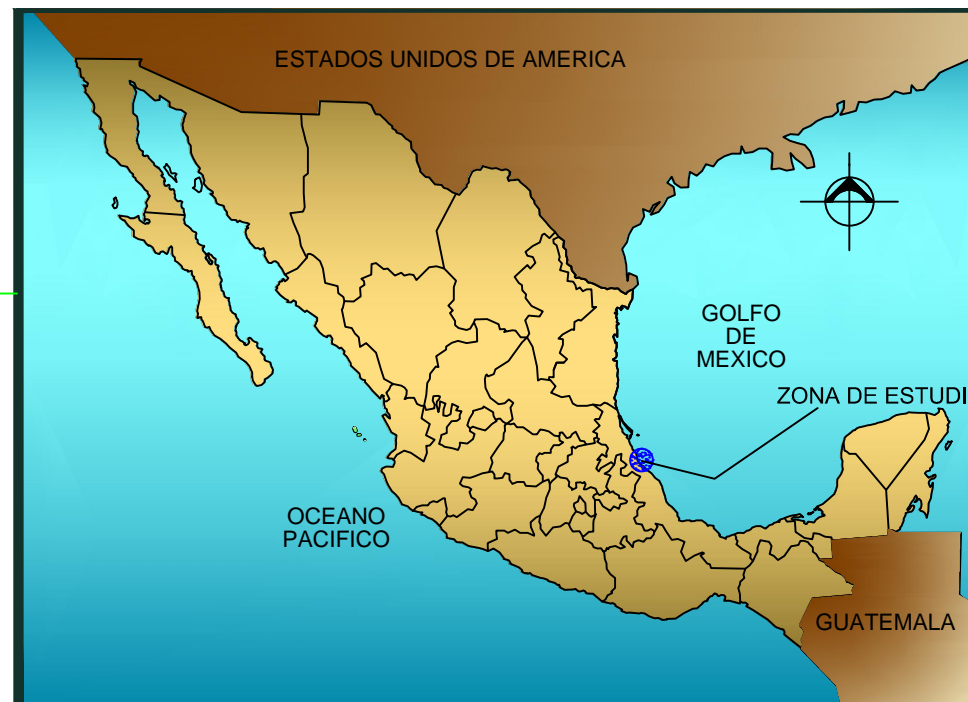 ESTADOS UNIDOS DE AMERICA
GOLFO
DE
MEXICO
ZONA DE ESTUDI
OCEANO
PACIFICO
GUATEMALA